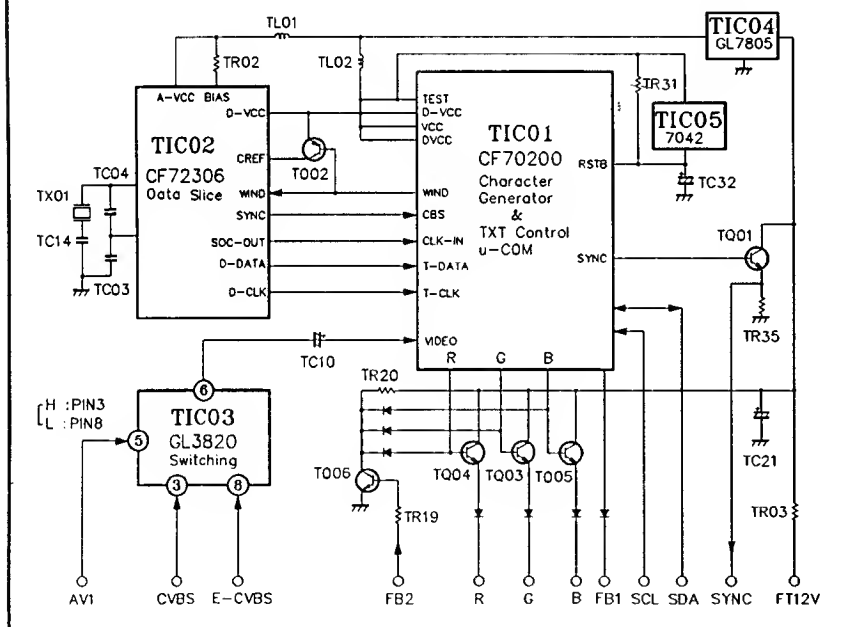 TL01
TIC04
GL7805
TR02
TL02
TR31
A-VCC BIAS
D-VCC
TEST
D-VCC
VCC
DVCC
TIC05
7042
TIC02
CF72306
Data Slice
TIC01
CF70200
Character
Generator
&
TXT Control
u-COM
CREF
T002
RSTB
TC32
TC04
TX01
TC14
TC03
WIND
WIND
SYNC
CBS
SDC-OUT
CLK-IN
D-DATA
T-DATA
D-CLK
T-CLK
SYNC
TQ01
TR35
VIDEO
TC10
R
G
B
TR20
6
H :PIN3
L :PIN8
5
TIC03
GL3820
Switching
3
8
T006
TQ04
TQ03
T005
TC21
TR19
TR03
AV1
CVBS
E-CVBS
FB2
R
G
B
FB1
SCL
SDA
SYNC
FT12V